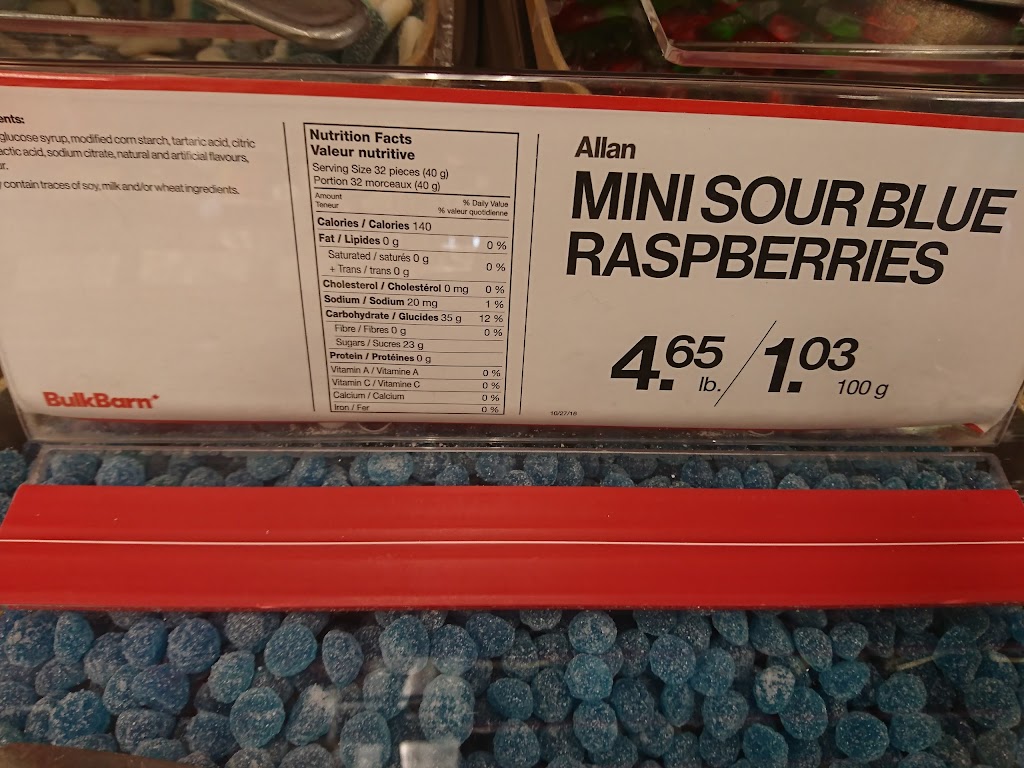 ents:
glucose syrup, modified corn starch, tartaric acid, citric
actic acid, sodium citrate, natural and artificial flavours,
ur.
contain traces of soy, milk and/or wheat ingredients.
BulkBarn
Nutrition Facts
Valeur nutritive
Serving Size 32 pieces (40 g)
Portion 32 morceaux (40 g)
Amount % Daily Value
Teneur % valeur quotidienne
Calories / Calories 140
Fat / Lipides 0 g 0 %
Saturated / saturés 0 g
+ Trans / trans 0 g 0 %
Cholesterol / Cholestérol 0 mg 0 %
Sodium / Sodium 20 mg 1 %
Carbohydrate / Glucides 35 g 12 %
Fibre / Fibres 0 g 0 %
Sugars / Sucres 23 g
Protein / Protéines 0 g
Vitamin A / Vitamine A 0 %
Vitamin C / Vitamine C 0 %
Calcium / Calcium 0 %
Iron / Fer 0 %
Allan
MINI SOUR BLUE
RASPBERRIES
4.65 lb. / 1.03 100 g
10/27/16